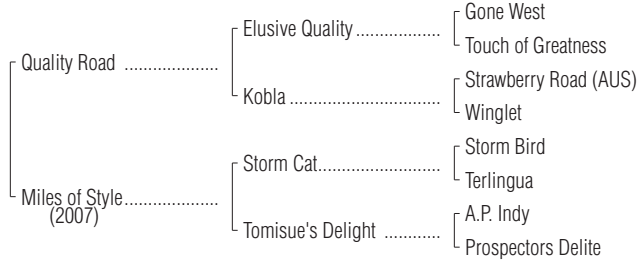 Gone West
Elusive Quality ..................
Touch of Greatness
Quality Road ....................
Strawberry Road (AUS)
Kobla ................................
Winglet
Storm Bird
Storm Cat..........................
Terlingua
Miles of Style....................
(2007)
A.P. Indy
Tomisue's Delight ............
Prospectors Delite